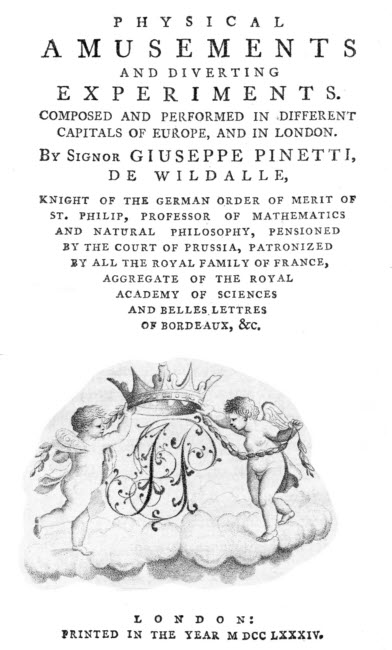 PHYSICAL
AMUSEMENTS
AND DIVERTING
EXPERIMENTS.
COMPOSED AND PERFORMED IN DIFFERENT
CAPITALS OF EUROPE, AND IN LONDON.
BY SIGNOR GIUSEPPE PINETTI,
DE WILDALLE,
KNIGHT OF THE GERMAN ORDER OF MERIT OF
ST. PHILIP, PROFESSOR OF MATHEMATICS
AND NATURAL PHILOSOPHY, PENSIONED
BY THE COURT OF PRUSSIA, PATRONIZED
BY ALL THE ROYAL FAMILY OF FRANCE,
AGGREGATE OF THE ROYAL
ACADEMY OF SCIENCES
AND BELLES LETTRES
OF BORDEAUX, &C.
LONDON:
PRINTED IN THE YEAR M DCC LXXXIV.